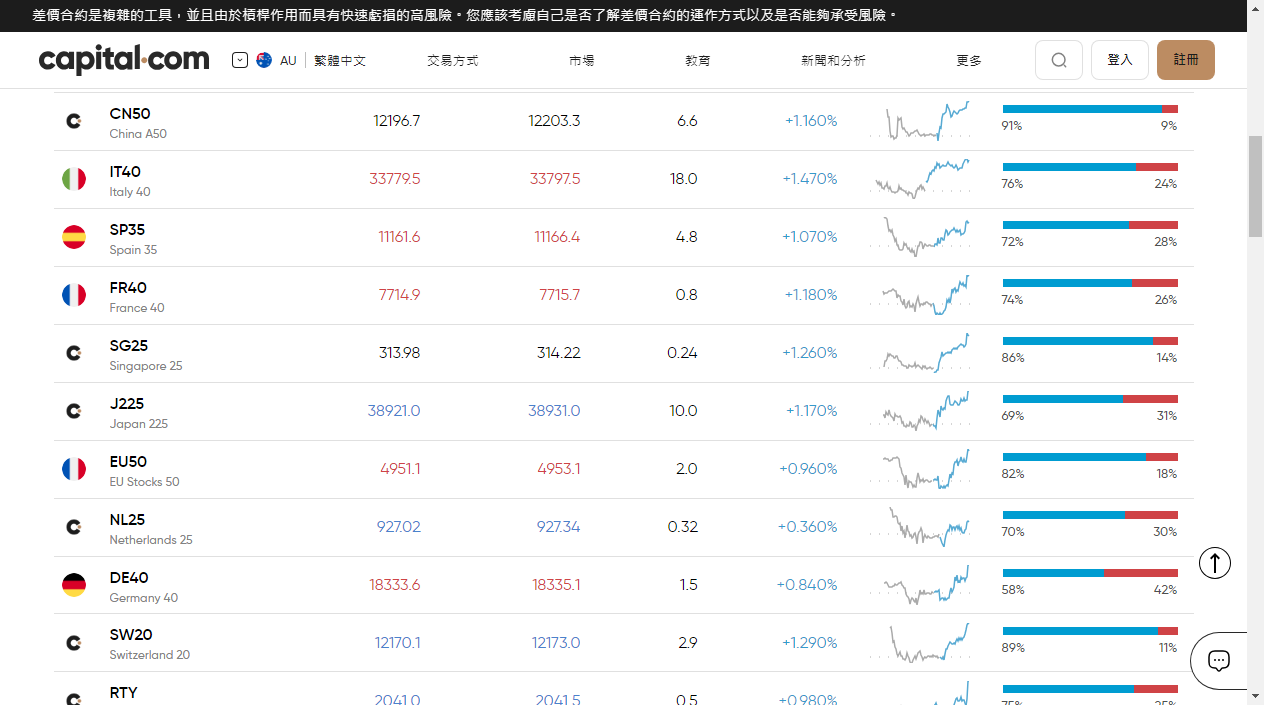 差價合約是複雜的工具，並且由於槓桿作用而具有快速虧損的高風險。您應該考慮自己是否了解差價合約的運作方式以及是否能夠承受風險。
capital.com AU 繁體中文 交易方式 市場 教育 新聞和分析 更多 登入 註冊
CN50 12196.7 12203.3 6.6 +1.160%
China A50 91% 9%
IT40 33779.5 33797.5 18.0 +1.470%
Italy 40 76% 24%
SP35 11161.6 11166.4 4.8 +1.070%
Spain 35 72% 28%
FR40 7714.9 7715.7 0.8 +1.180%
France 40 74% 26%
SG25 313.98 314.22 0.24 +1.260%
Singapore 25 86% 14%
J225 38921.0 38931.0 10.0 +1.170%
Japan 225 69% 31%
EU50 4951.1 4953.1 2.0 +0.960%
EU Stocks 50 82% 18%
NL25 927.02 927.34 0.32 +0.360%
Netherlands 25 70% 30%
DE40 18333.6 18335.1 1.5 +0.840%
Germany 40 58% 42%
SW20 12170.1 12173.0 2.9 +1.290%
Switzerland 20 89% 11%
RTY 2041.0 2041.5 0.5 +0.980%
75% 25%